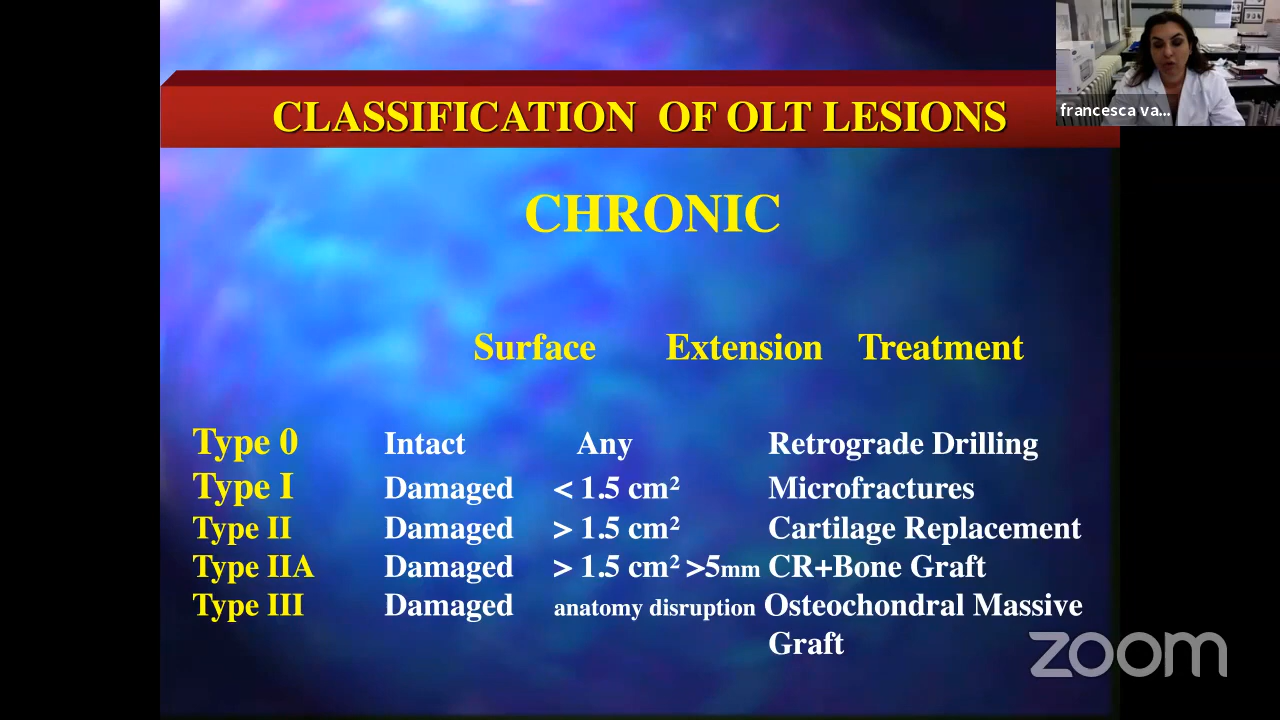 CLASSIFICATION OF OLT LESIONS
francesca va...
CHRONIC
Surface Extension Treatment
Type 0 Intact Any Retrograde Drilling
Type I Damaged < 1.5 cm² Microfractures
Type II Damaged > 1.5 cm² Cartilage Replacement
Type IIA Damaged > 1.5 cm² >5mm CR+Bone Graft
Type III Damaged anatomy disruption Osteochondral Massive
Graft
zoom